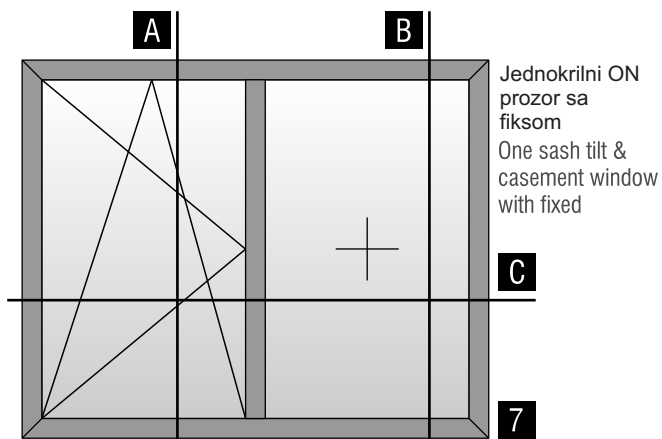 A
B
Jednokrilni ON
prozor sa
fiksom
One sash tilt &
casement window
with fixed
C
7